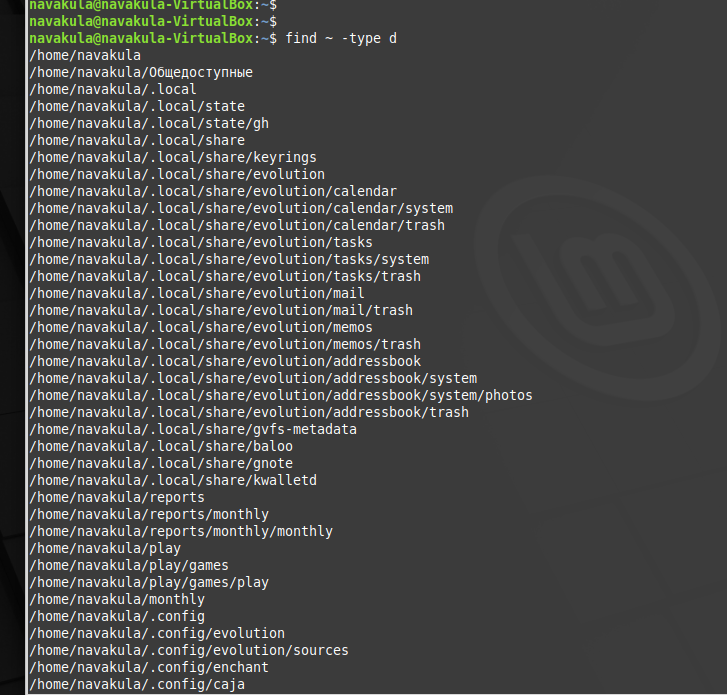 navakula@navakula-VirtualBox:~$
navakula@navakula-VirtualBox:~$
navakula@navakula-VirtualBox:~$ find ~ -type d
/home/navakula
/home/navakula/Общедоступные
/home/navakula/.local
/home/navakula/.local/state
/home/navakula/.local/state/gh
/home/navakula/.local/share
/home/navakula/.local/share/keyrings
/home/navakula/.local/share/evolution
/home/navakula/.local/share/evolution/calendar
/home/navakula/.local/share/evolution/calendar/system
/home/navakula/.local/share/evolution/calendar/trash
/home/navakula/.local/share/evolution/tasks
/home/navakula/.local/share/evolution/tasks/system
/home/navakula/.local/share/evolution/tasks/trash
/home/navakula/.local/share/evolution/mail
/home/navakula/.local/share/evolution/mail/trash
/home/navakula/.local/share/evolution/memos
/home/navakula/.local/share/evolution/memos/trash
/home/navakula/.local/share/evolution/addressbook
/home/navakula/.local/share/evolution/addressbook/system
/home/navakula/.local/share/evolution/addressbook/system/photos
/home/navakula/.local/share/evolution/addressbook/trash
/home/navakula/.local/share/gvfs-metadata
/home/navakula/.local/share/baloo
/home/navakula/.local/share/gnote
/home/navakula/.local/share/kwalletd
/home/navakula/reports
/home/navakula/reports/monthly
/home/navakula/reports/monthly/monthly
/home/navakula/play
/home/navakula/play/games
/home/navakula/play/games/play
/home/navakula/monthly
/home/navakula/.config
/home/navakula/.config/evolution
/home/navakula/.config/evolution/sources
/home/navakula/.config/enchant
/home/navakula/.config/caja